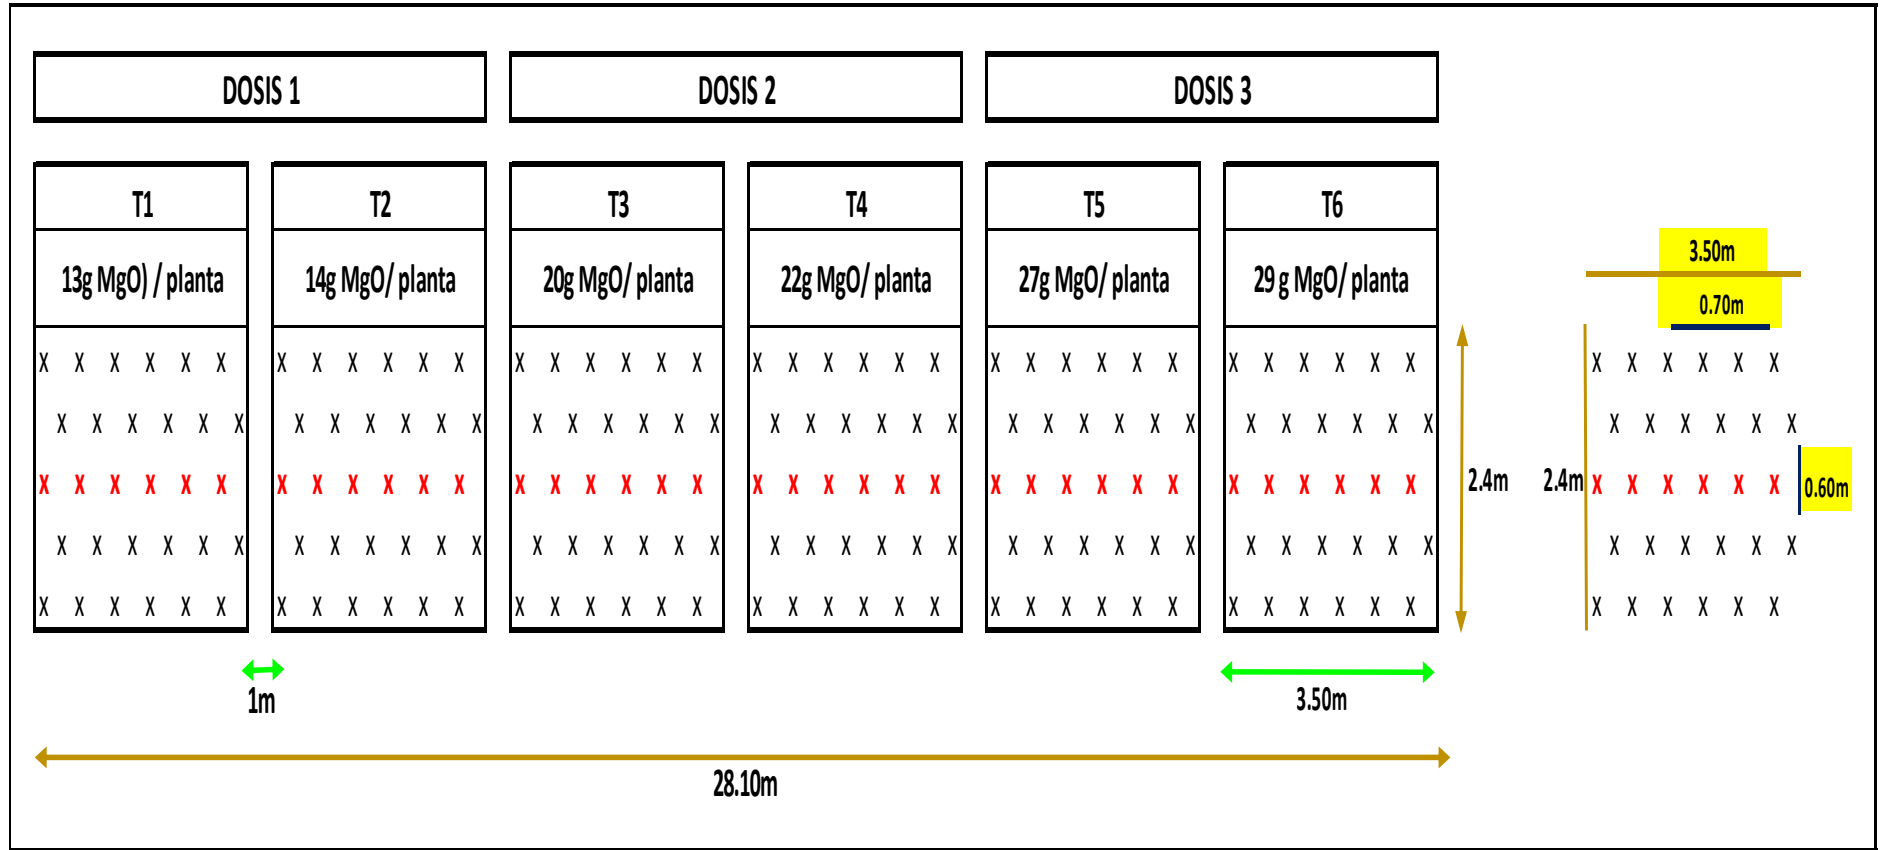 DOSIS 1 DOSIS 2 DOSIS 3
T1 T2 T3 T4 T5 T6
13g MgO) / planta 14g MgO/ planta 20g MgO/ planta 22g MgO/ planta 27g MgO/ planta 29 g MgO/ planta
3.50m
0.70m
X X X X X X X X X X X X X X X X X X X X X X X X X X X X X X X X X X X X X X X X X X
X X X X X X X X X X X X X X X X X X X X X X X X X X X X X X X X X X X X X X X X X X
X X X X X X X X X X X X X X X X X X X X X X X X X X X X X X X X X X X X 2.4m 2.4m X X X X X X 0.60m
X X X X X X X X X X X X X X X X X X X X X X X X X X X X X X X X X X X X X X X X X X
X X X X X X X X X X X X X X X X X X X X X X X X X X X X X X X X X X X X X X X X X X
1m 3.50m
28.10m